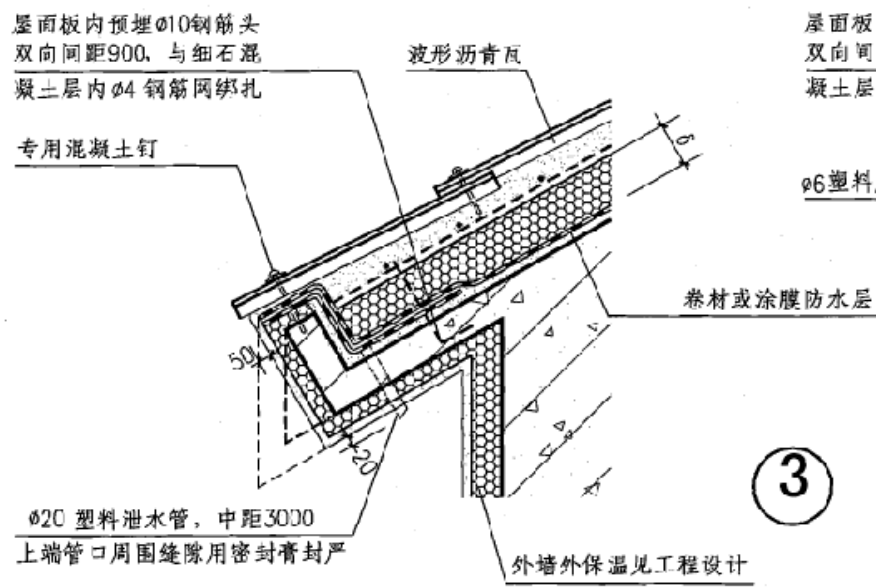 屋面板内预埋ø10钢筋头
双向间距900，与细石混
凝土层内ø4 钢筋网绑扎
波形沥青瓦
屋面板
双向间
凝土层
专用混凝土钉
δ
ø6塑料
卷材或涂膜防水层
50
20
3
ø20 塑料泄水管，中距3000
上端管口周围缝隙用密封膏封严
外墙外保温见工程设计